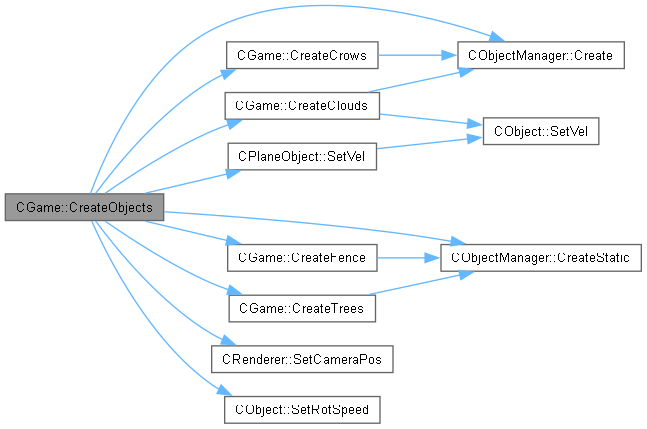 CGame::CreateCrows
CObjectManager::Create
CGame::CreateClouds
CObject::SetVel
CPlaneObject::SetVel
CGame::CreateObjects
CGame::CreateFence
CObjectManager::CreateStatic
CGame::CreateTrees
CRenderer::SetCameraPos
CObject::SetRotSpeed